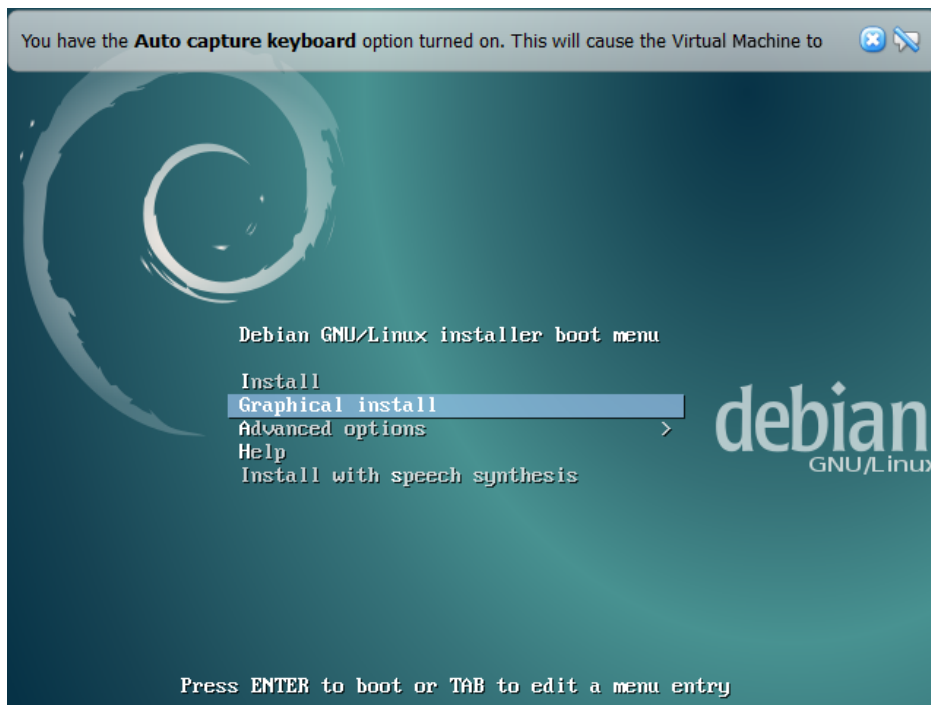 You have the Auto capture keyboard option turned on. This will cause the Virtual Machine to
Debian GNU/Linux installer boot menu
Install
Graphical install
Advanced options >
Help
Install with speech synthesis
debian
GNU/Linux
Press ENTER to boot or TAB to edit a menu entry